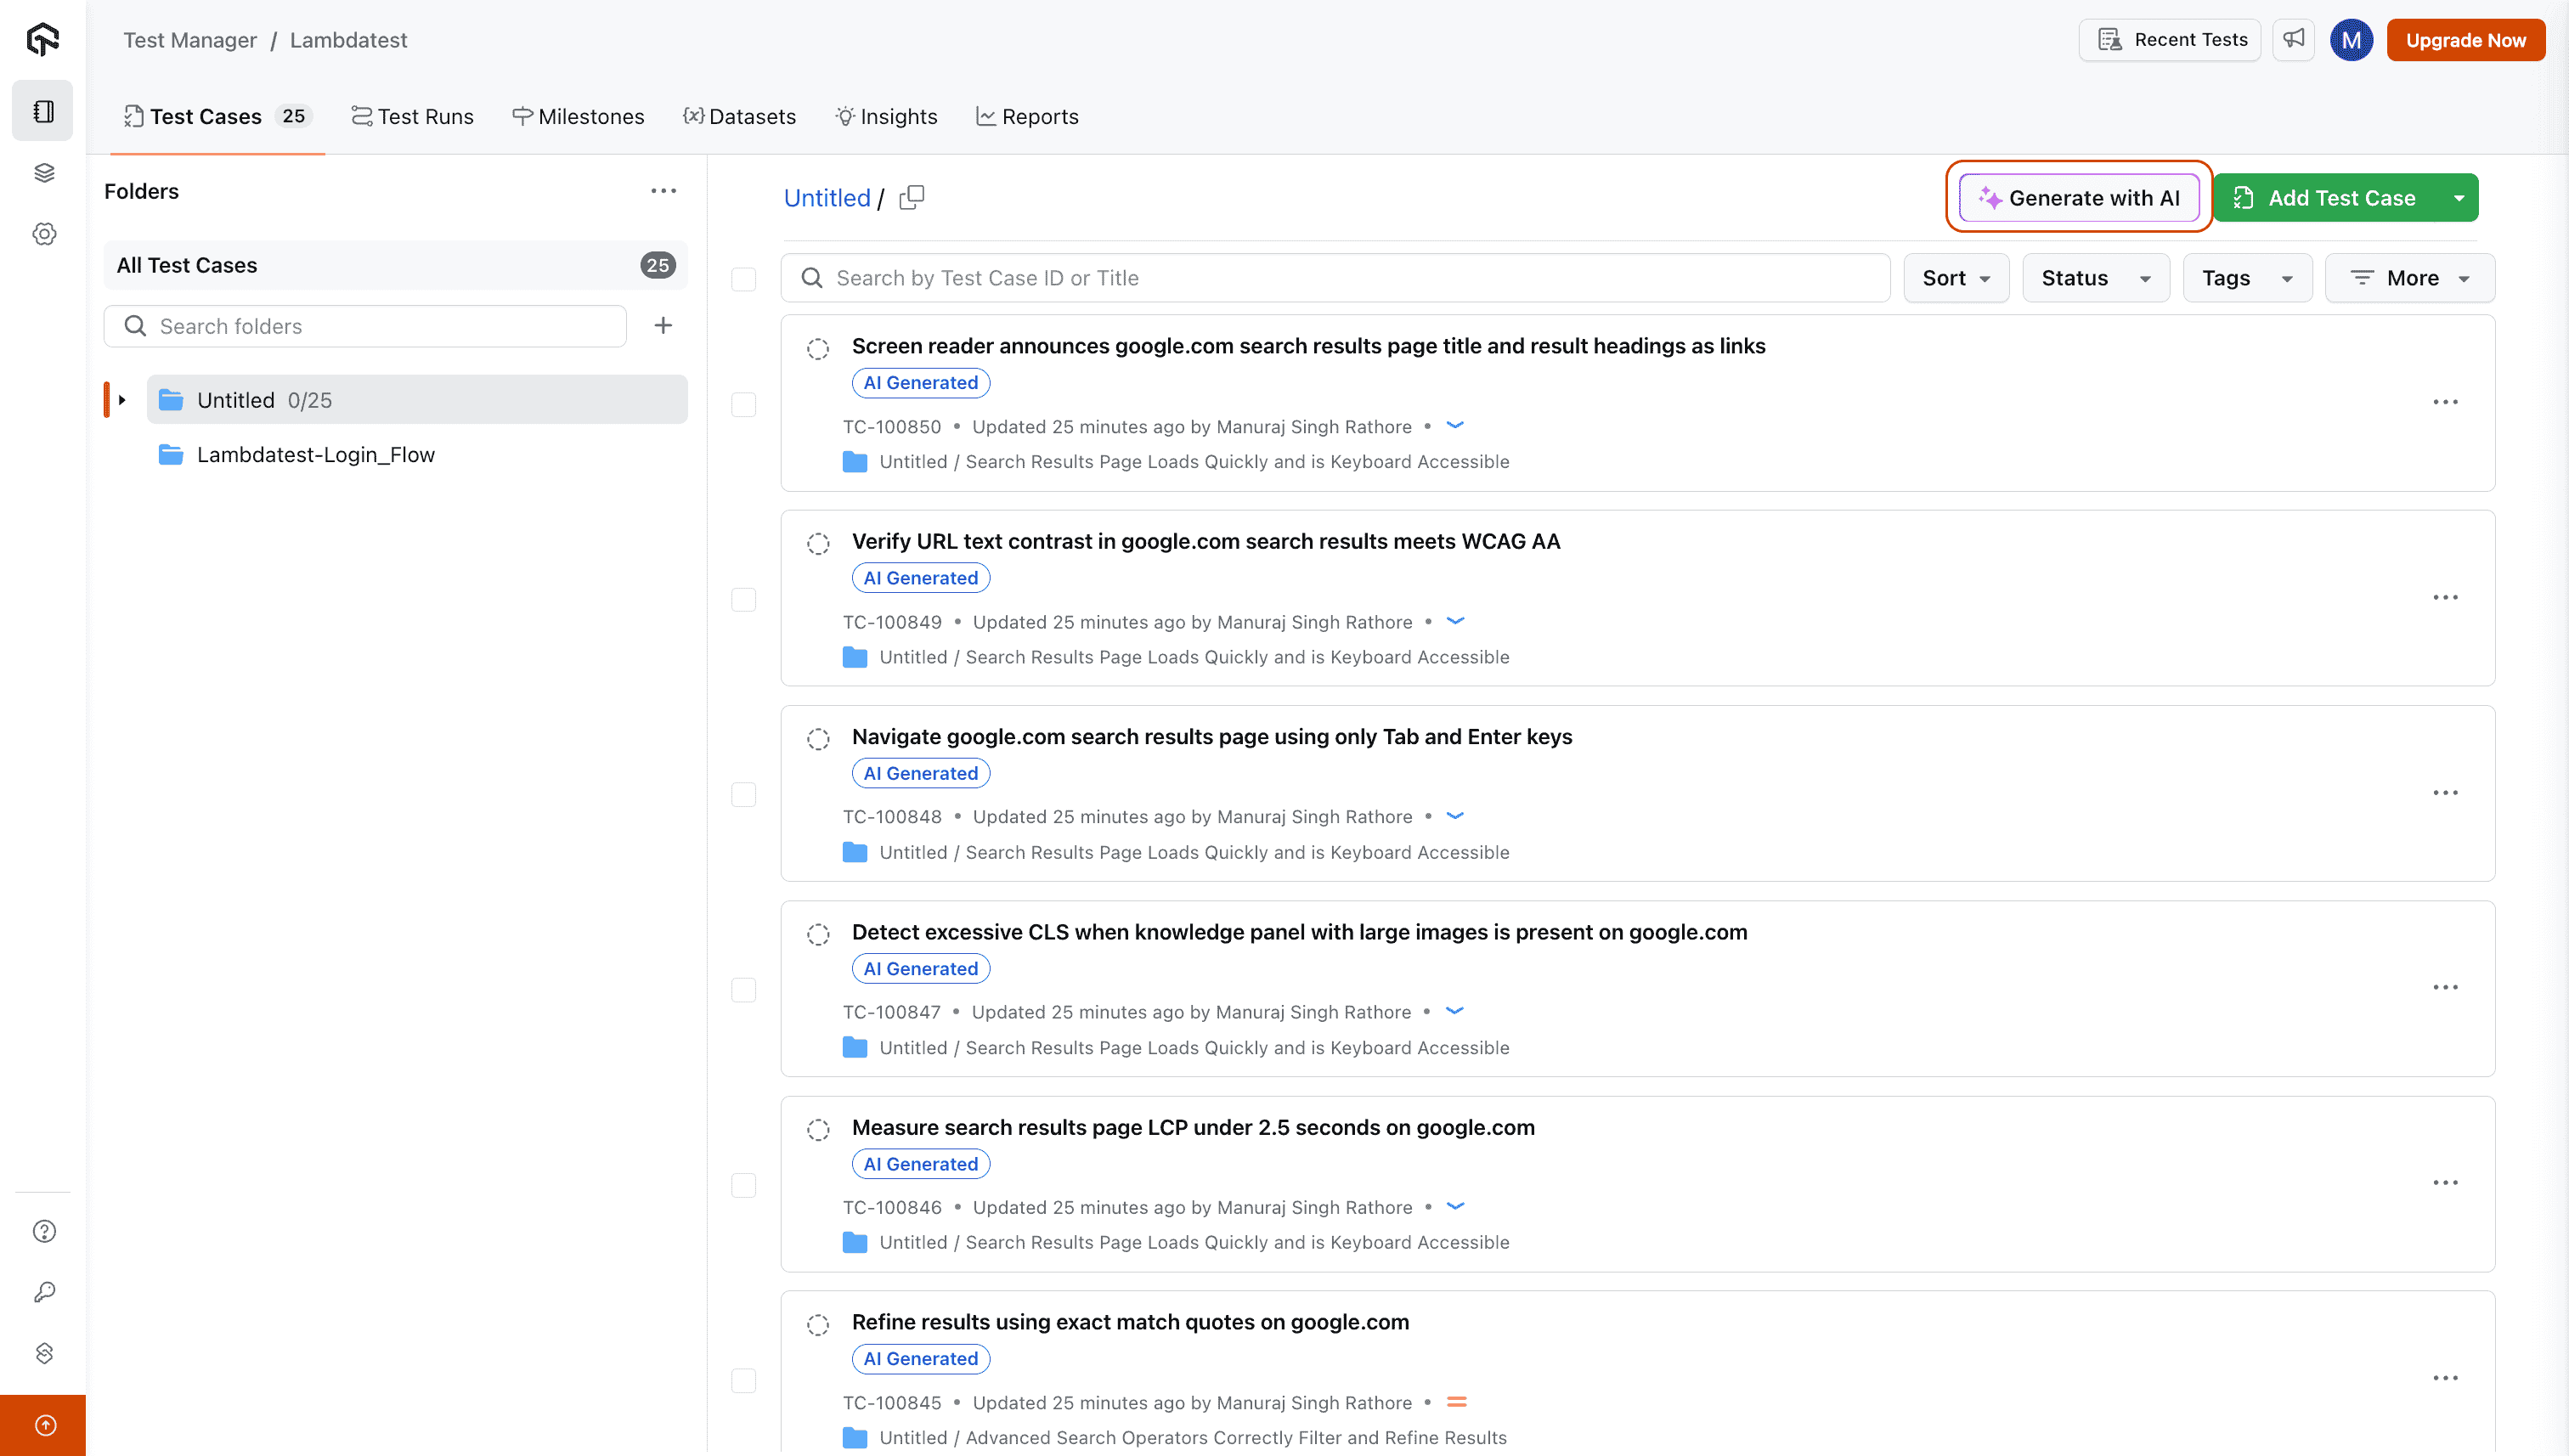 Test Manager / Lambdatest
Recent Tests
M
Upgrade Now
Test Cases 25
Test Runs
Milestones
{x} Datasets
Insights
Reports
Folders
All Test Cases 25
Search folders
Untitled 0/25
Lambdatest-Login_Flow
Untitled /
Generate with AI
Add Test Case
Search by Test Case ID or Title
Sort
Status
Tags
More
Screen reader announces google.com search results page title and result headings as links
AI Generated
TC-100850 • Updated 25 minutes ago by Manuraj Singh Rathore •
Untitled / Search Results Page Loads Quickly and is Keyboard Accessible
Verify URL text contrast in google.com search results meets WCAG AA
AI Generated
TC-100849 • Updated 25 minutes ago by Manuraj Singh Rathore •
Untitled / Search Results Page Loads Quickly and is Keyboard Accessible
Navigate google.com search results page using only Tab and Enter keys
AI Generated
TC-100848 • Updated 25 minutes ago by Manuraj Singh Rathore •
Untitled / Search Results Page Loads Quickly and is Keyboard Accessible
Detect excessive CLS when knowledge panel with large images is present on google.com
AI Generated
TC-100847 • Updated 25 minutes ago by Manuraj Singh Rathore •
Untitled / Search Results Page Loads Quickly and is Keyboard Accessible
Measure search results page LCP under 2.5 seconds on google.com
AI Generated
TC-100846 • Updated 25 minutes ago by Manuraj Singh Rathore •
Untitled / Search Results Page Loads Quickly and is Keyboard Accessible
Refine results using exact match quotes on google.com
AI Generated
TC-100845 • Updated 25 minutes ago by Manuraj Singh Rathore •
Untitled / Advanced Search Operators Correctly Filter and Refine Results